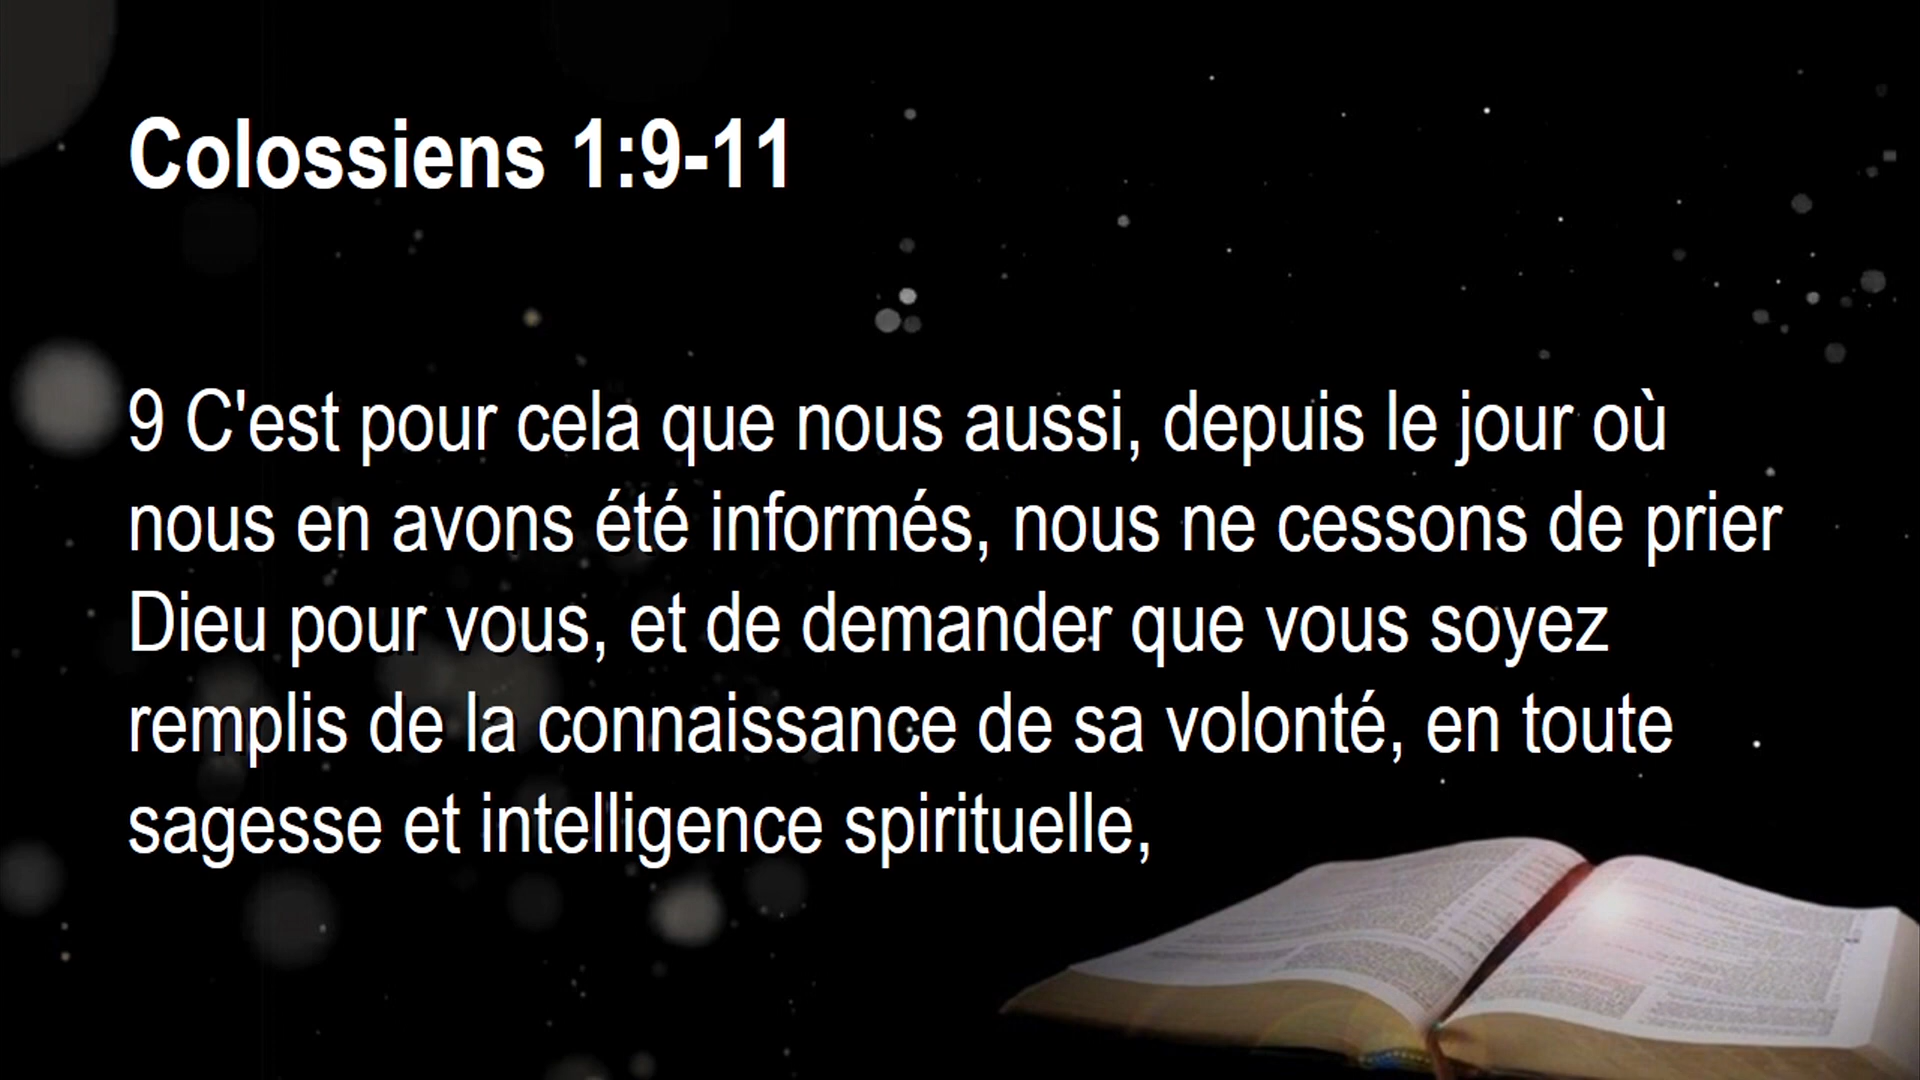 Colossiens 1:9-11
9 C'est pour cela que nous aussi, depuis le jour où
nous en avons été informés, nous ne cessons de prier
Dieu pour vous, et de demander que vous soyez
remplis de la connaissance de sa volonté, en toute
sagesse et intelligence spirituelle,